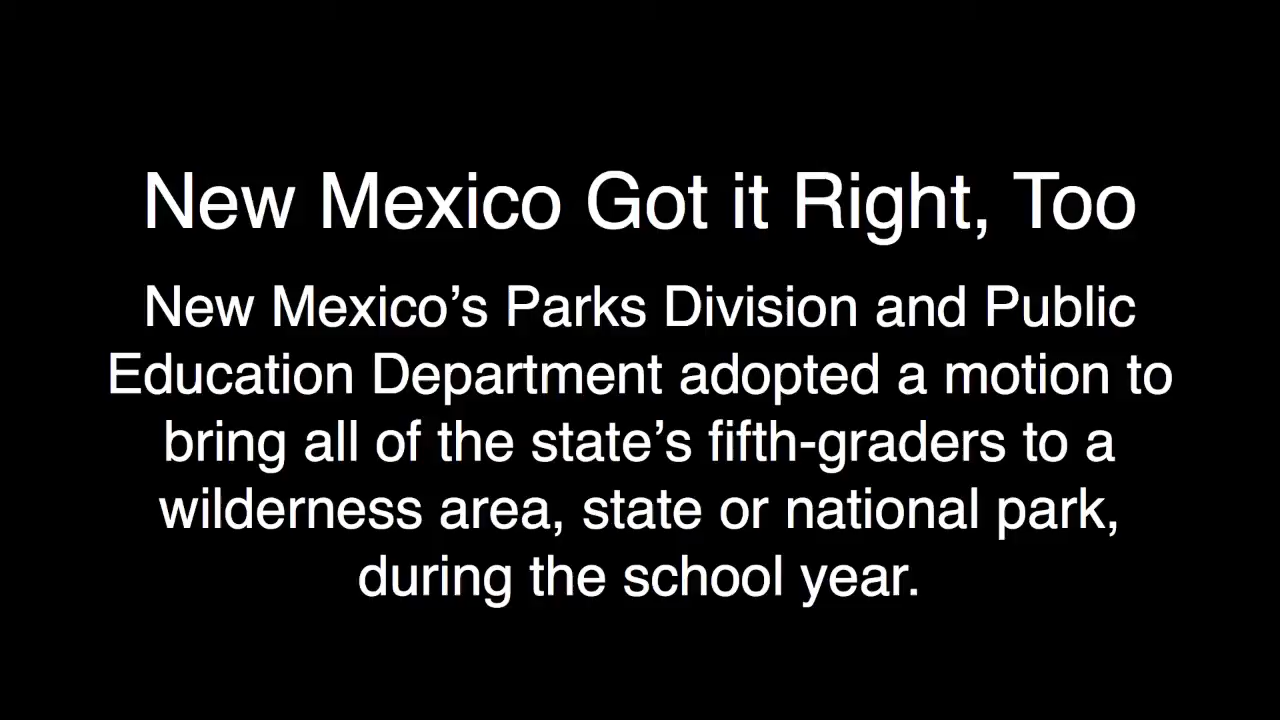 New Mexico Got it Right, Too
New Mexico’s Parks Division and Public
Education Department adopted a motion to
bring all of the state’s fifth-graders to a
wilderness area, state or national park,
during the school year.